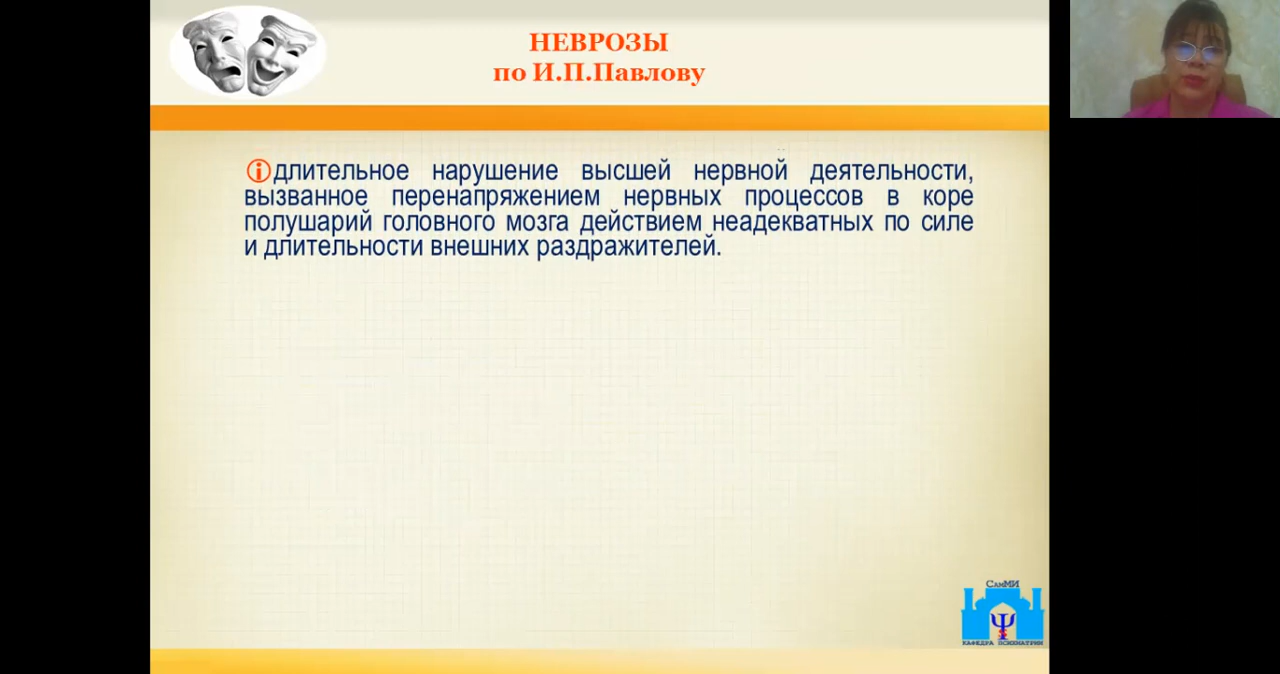 НЕВРОЗЫ
по И.П.Павлову
длительное нарушение высшей нервной деятельности,
вызванное перенапряжением нервных процессов в коре
полушарий головного мозга действием неадекватных по силе
и длительности внешних раздражителей.
СамМИ
КАФЕДРА ПСИХИАТРИИ